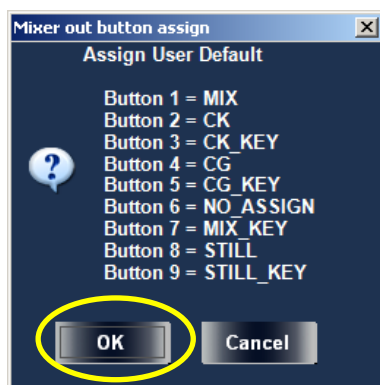 Mixer out button assign
Assign User Default
Button 1 = MIX
Button 2 = CK
Button 3 = CK_KEY
Button 4 = CG
Button 5 = CG_KEY
Button 6 = NO_ASSIGN
Button 7 = MIX_KEY
Button 8 = STILL
Button 9 = STILL_KEY
OK Cancel